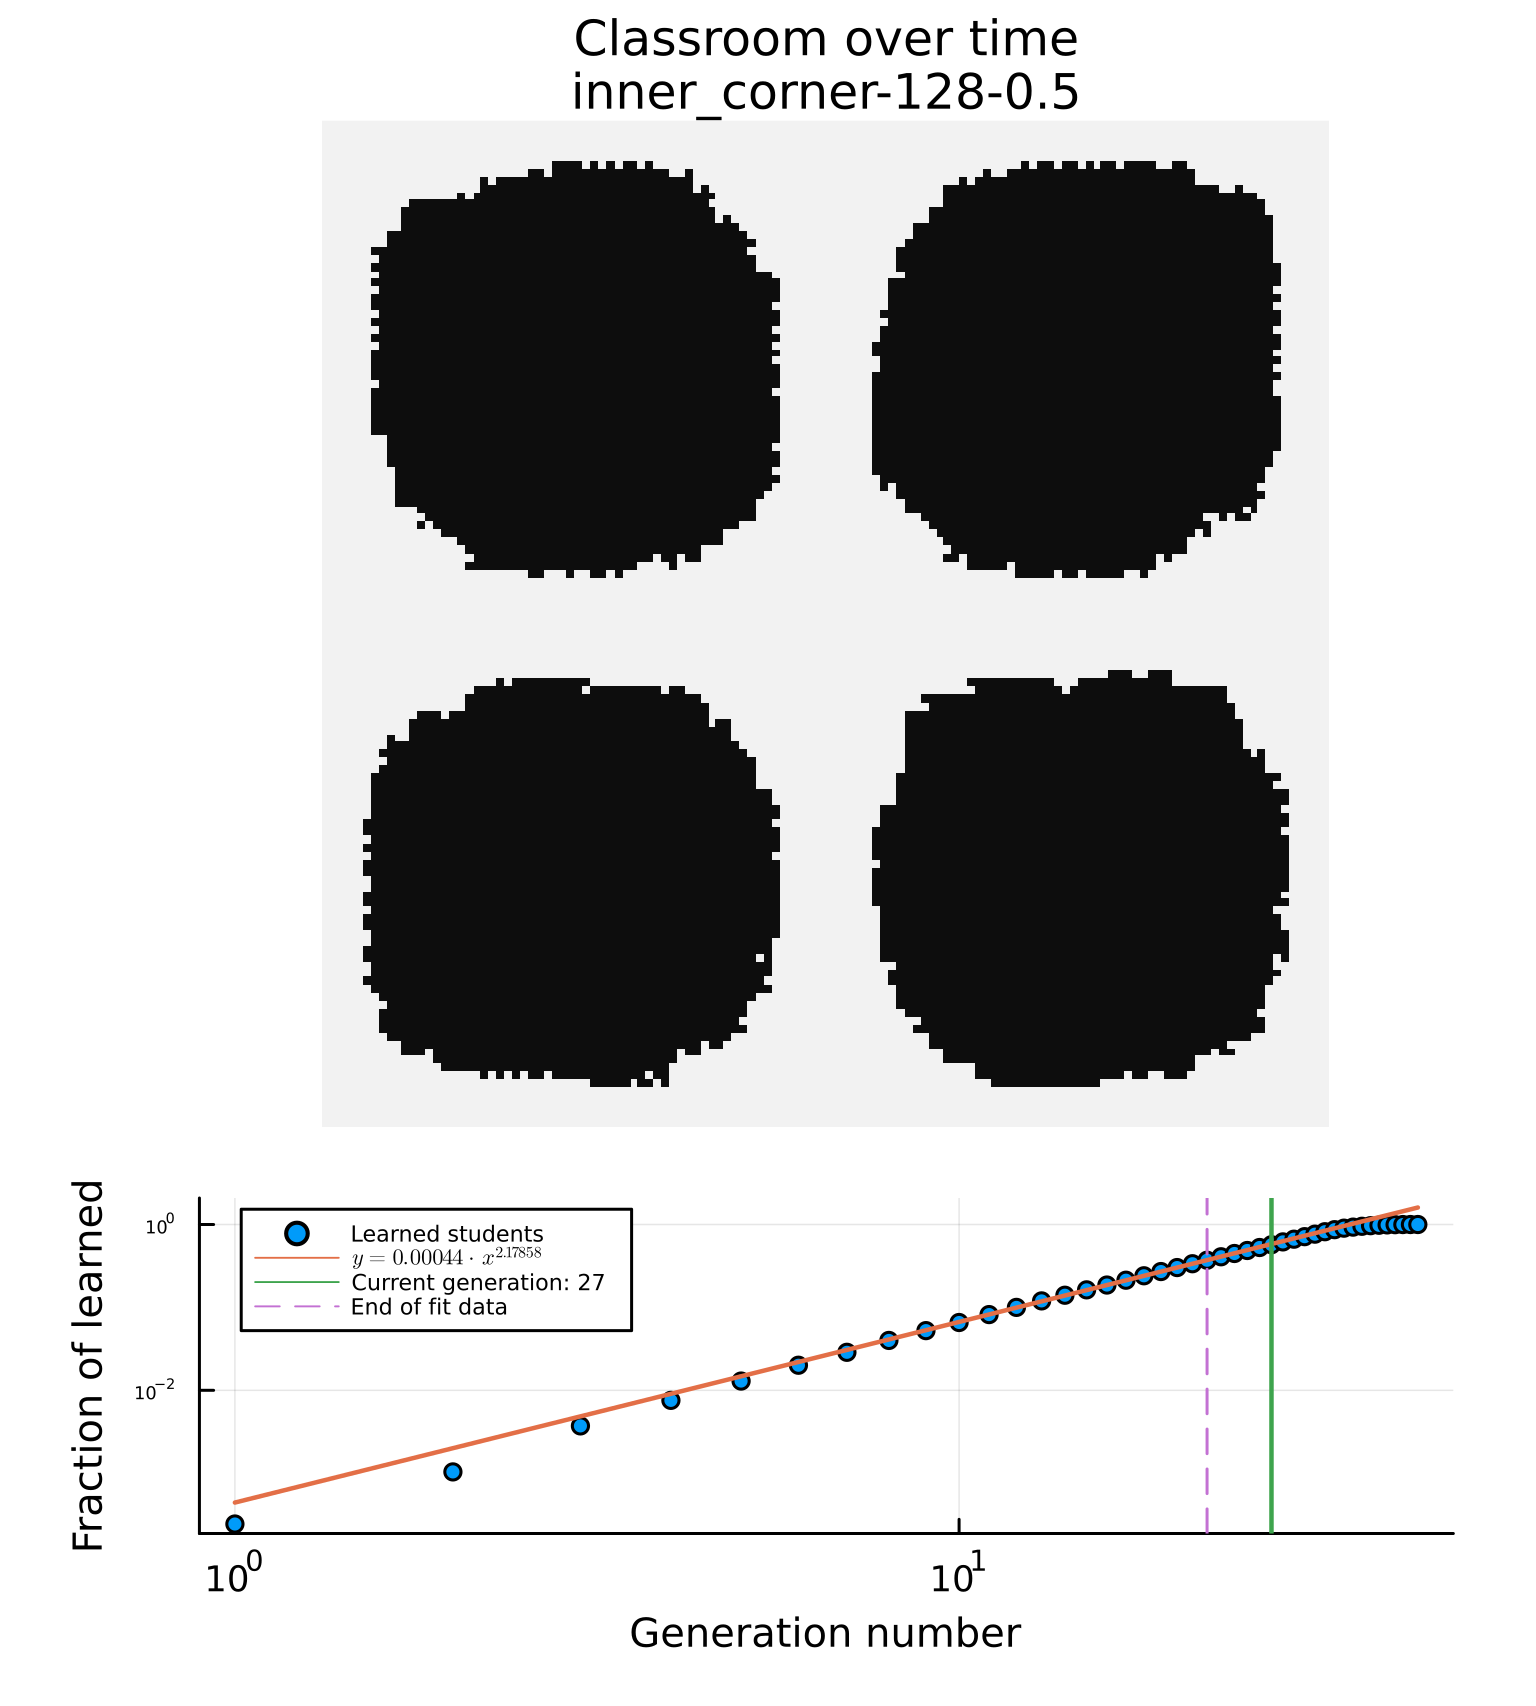 Classroom over time
inner_corner-128-0.5
Fraction of learned
10⁰
10⁻²
Learned students
y = 0.00044 · x^2.17858
Current generation: 27
End of fit data
10⁰
10¹
Generation number